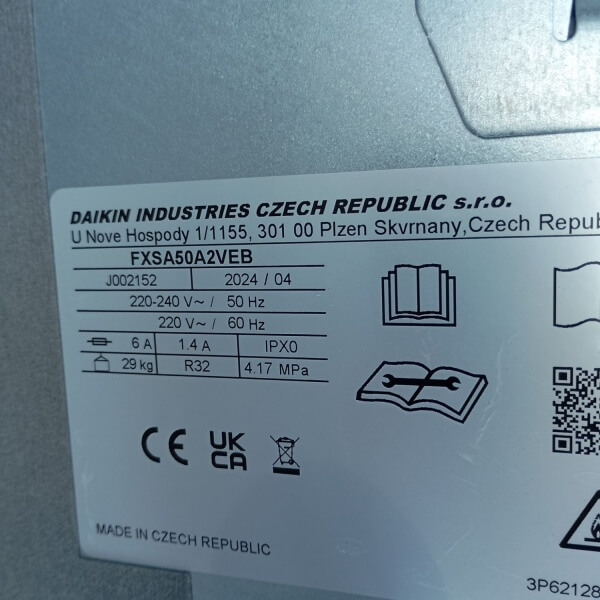 DAIKIN INDUSTRIES CZECH REPUBLIC s.r.o.
U Nove Hospody 1/1155, 301 00 Plzen Skvrnany,Czech Repub
FXSA50A2VEB
J002152 2024 / 04
220-240 V~ / 50 Hz
220 V~ / 60 Hz
6 A 1.4 A IPX0
29 kg R32 4.17 MPa
CE UK CA
MADE IN CZECH REPUBLIC
3P62128